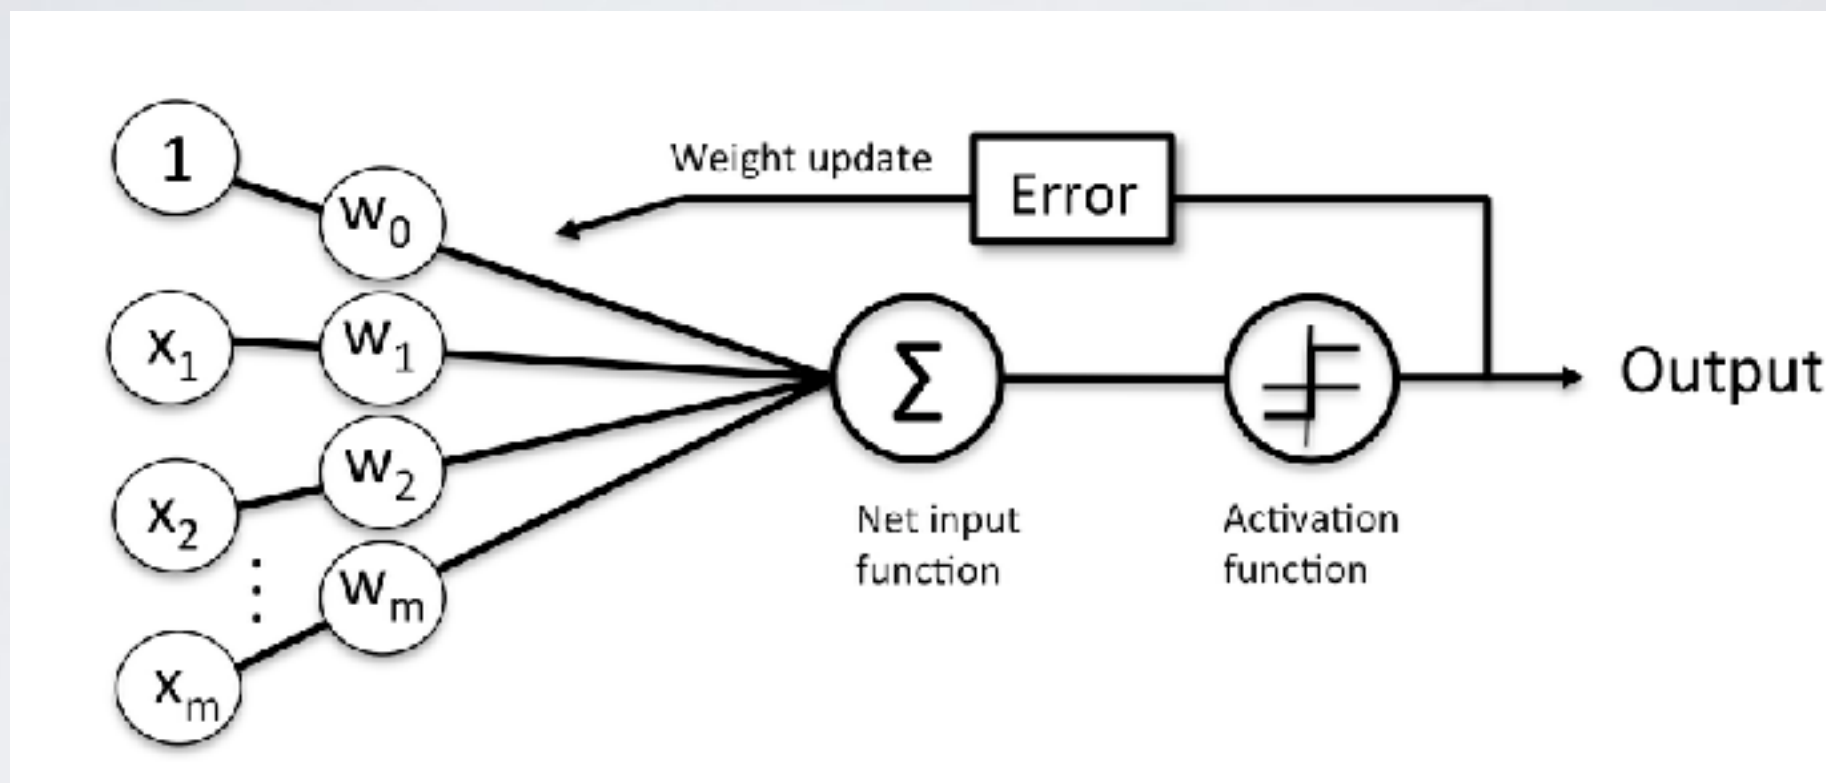 1
w0
Weight update
Error
x1
w1
Σ
Output
x2
w2
Net input
function
Activation
function
⋮
wm
xm